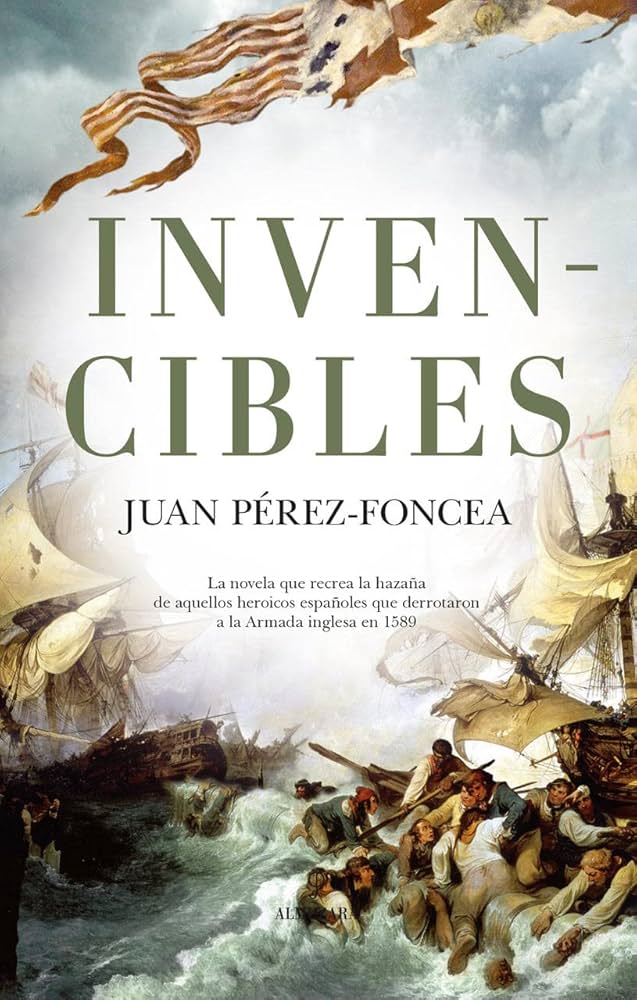 INVEN-
CIBLES
JUAN PÉREZ-FONCEA
La novela que recrea la hazaña
de aquellos heroicos españoles que derrotaron
a la Armada inglesa en 1589
ALMUZARA